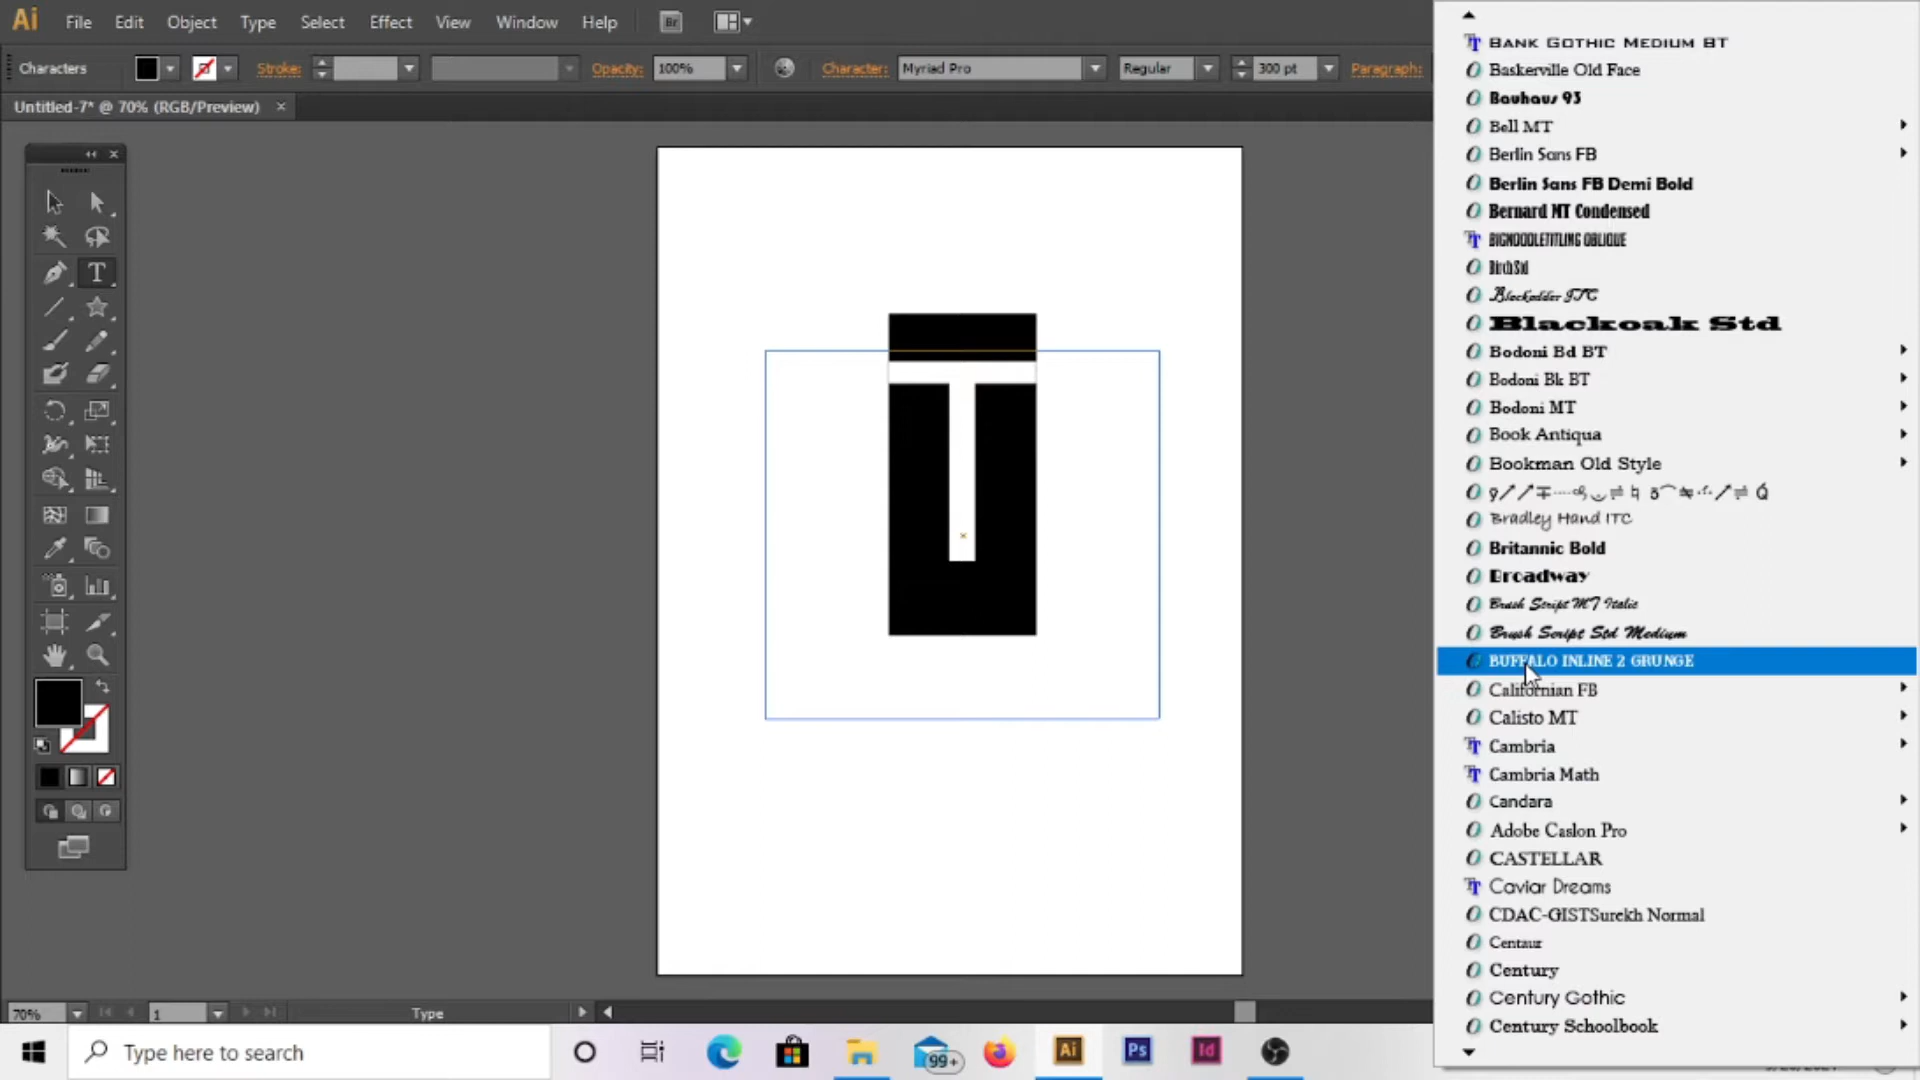 Ai File Edit Object Type Select Effect View Window Help Br
Characters Stroke: Opacity: 100% Character: Myriad Pro Regular 300 pt Paragraph:
Untitled-7* @ 70% (RGB/Preview)
T
T
70% 1 Type
Type here to search
99+
Ai
Ps
Id
BANK GOTHIC MEDIUM BT
Baskerville Old Face
Bauhaus 93
Bell MT
Berlin Sans FB
Berlin Sans FB Demi Bold
Bernard MT Condensed
BIGNOODLETITLING OBLIQUE
Birch Std
Blackadder ITC
Blackoak Std
Bodoni Bd BT
Bodoni Bk BT
Bodoni MT
Book Antiqua
Bookman Old Style
Bradley Hand ITC
Britannic Bold
Broadway
Brush Script MT Italic
Brush Script Std Medium
BUFFALO INLINE 2 GRUNGE
Californian FB
Calisto MT
Cambria
Cambria Math
Candara
Adobe Caslon Pro
CASTELLAR
Caviar Dreams
CDAC-GISTSurekh Normal
Centaur
Century
Century Gothic
Century Schoolbook